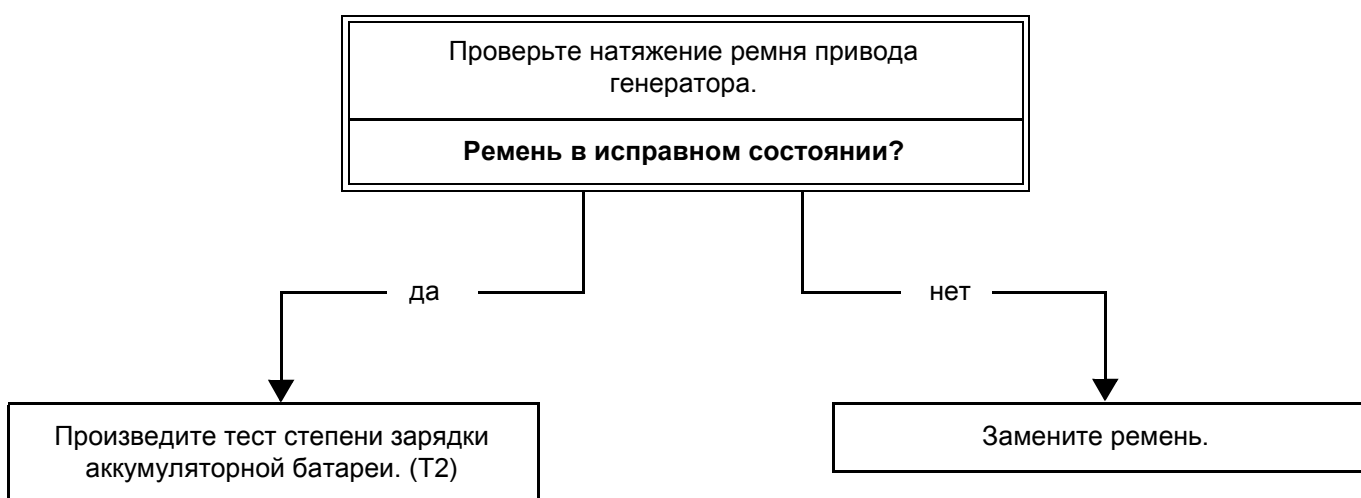 Проверьте натяжение ремня привода
генератора.
Ремень в исправном состоянии?
да
нет
Произведите тест степени зарядки
аккумуляторной батареи. (T2)
Замените ремень.